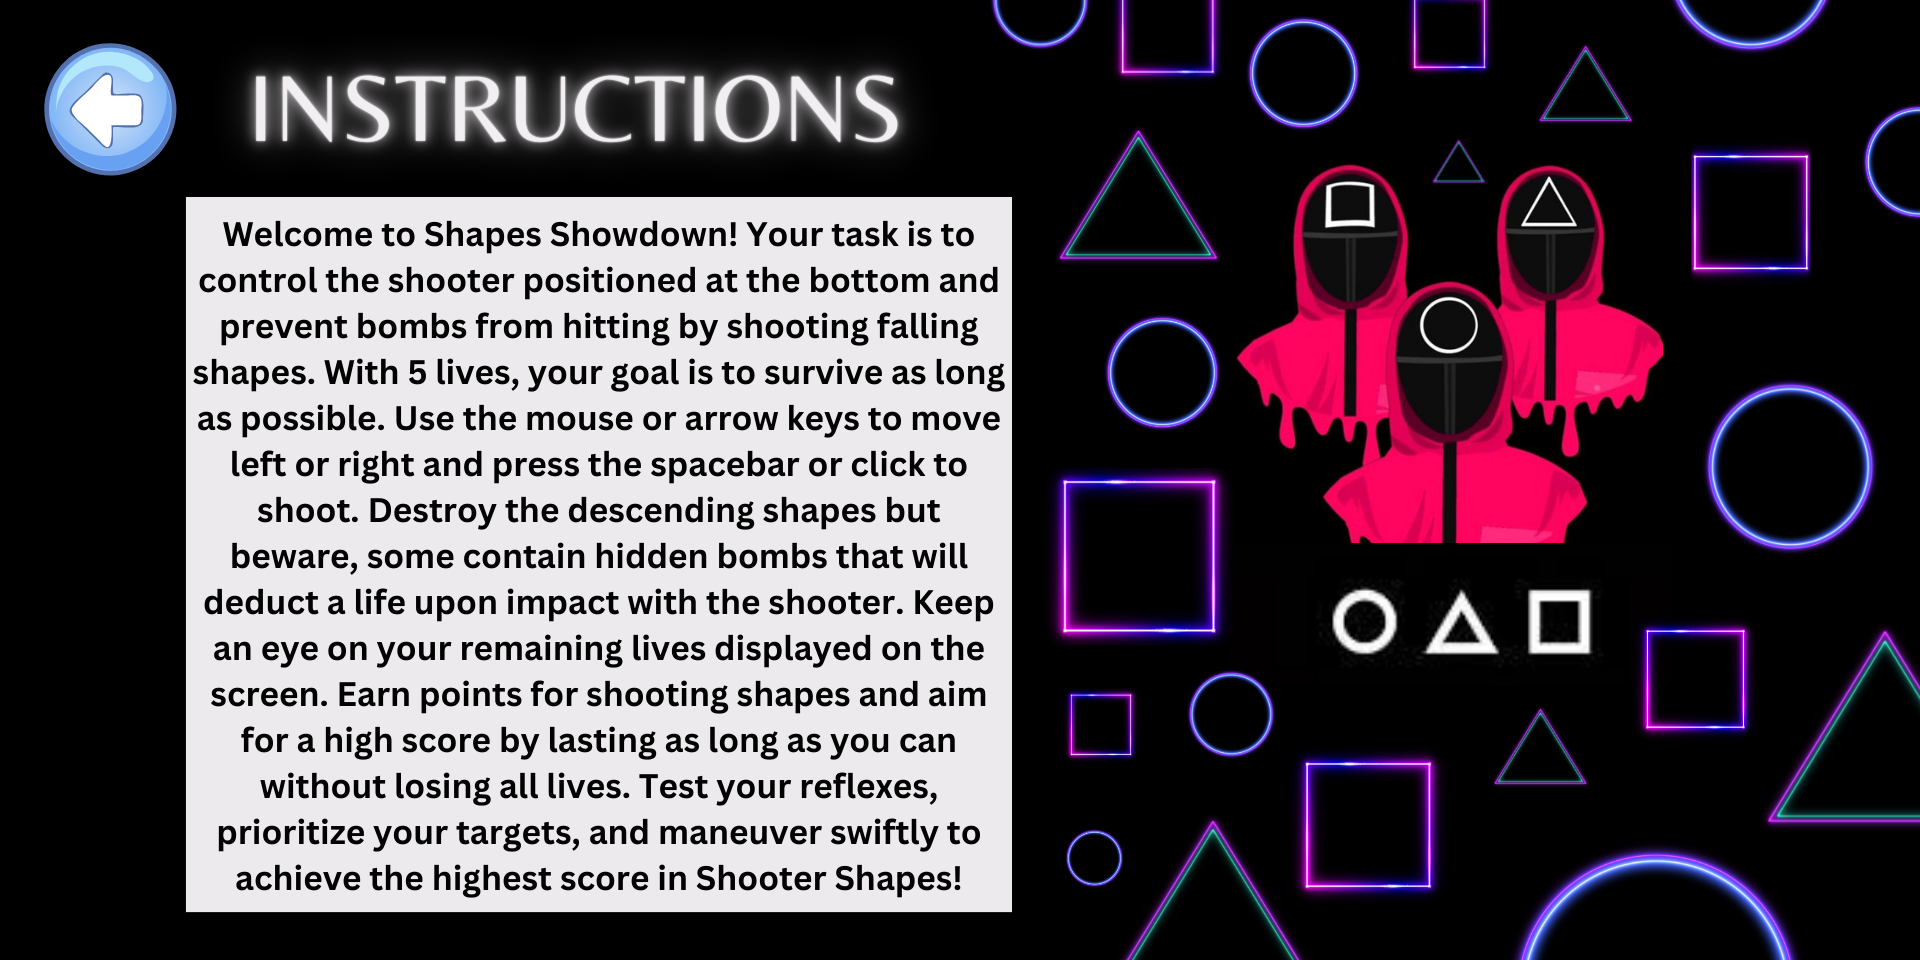 INSTRUCTIONS
Welcome to Shapes Showdown! Your task is to
control the shooter positioned at the bottom and
prevent bombs from hitting by shooting falling
shapes. With 5 lives, your goal is to survive as long
as possible. Use the mouse or arrow keys to move
left or right and press the spacebar or click to
shoot. Destroy the descending shapes but
beware, some contain hidden bombs that will
deduct a life upon impact with the shooter. Keep
an eye on your remaining lives displayed on the
screen. Earn points for shooting shapes and aim
for a high score by lasting as long as you can
without losing all lives. Test your reflexes,
prioritize your targets, and maneuver swiftly to
achieve the highest score in Shooter Shapes!